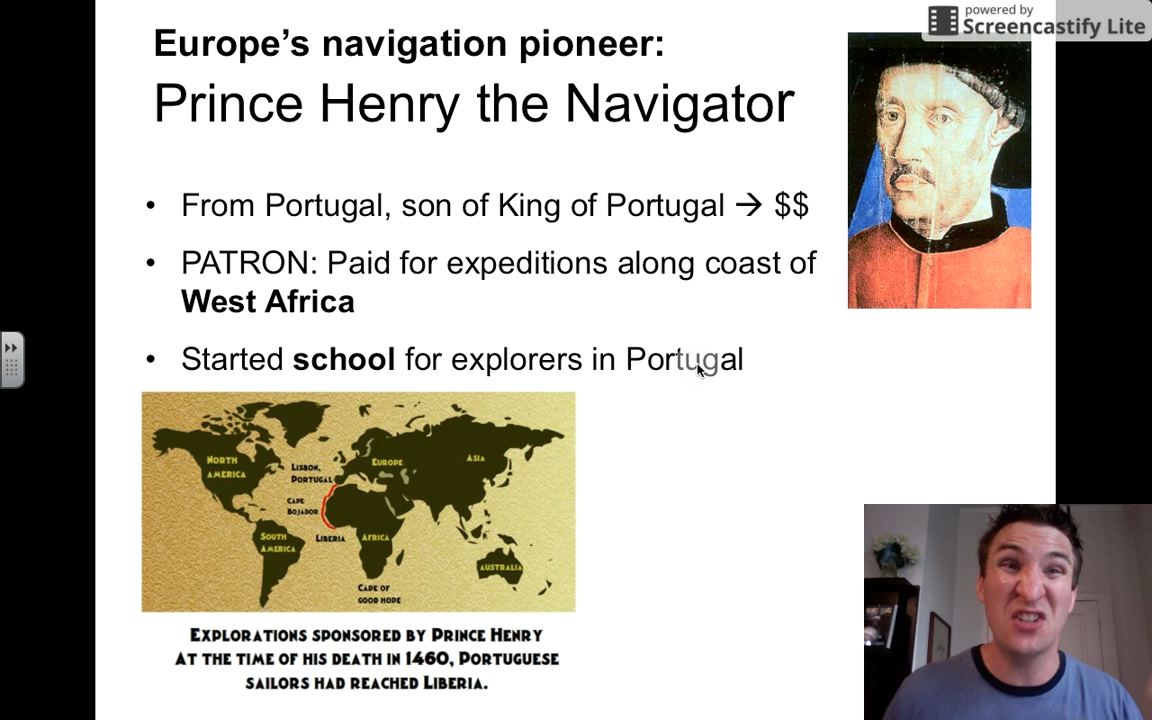 powered by
Screencastify Lite
Europe’s navigation pioneer:
Prince Henry the Navigator
• From Portugal, son of King of Portugal → $$
• PATRON: Paid for expeditions along coast of
West Africa
• Started school for explorers in Portugal
NORTH
AMERICA
LISBON,
PORTUGAL
EUROPE
ASIA
CAPE
BOJADOR
SOUTH
AMERICA
LIBERIA
AFRICA
AUSTRALIA
CAPE OF
GOOD HOPE
EXPLORATIONS SPONSORED BY PRINCE HENRY
AT THE TIME OF HIS DEATH IN 1460, PORTUGUESE
SAILORS HAD REACHED LIBERIA.